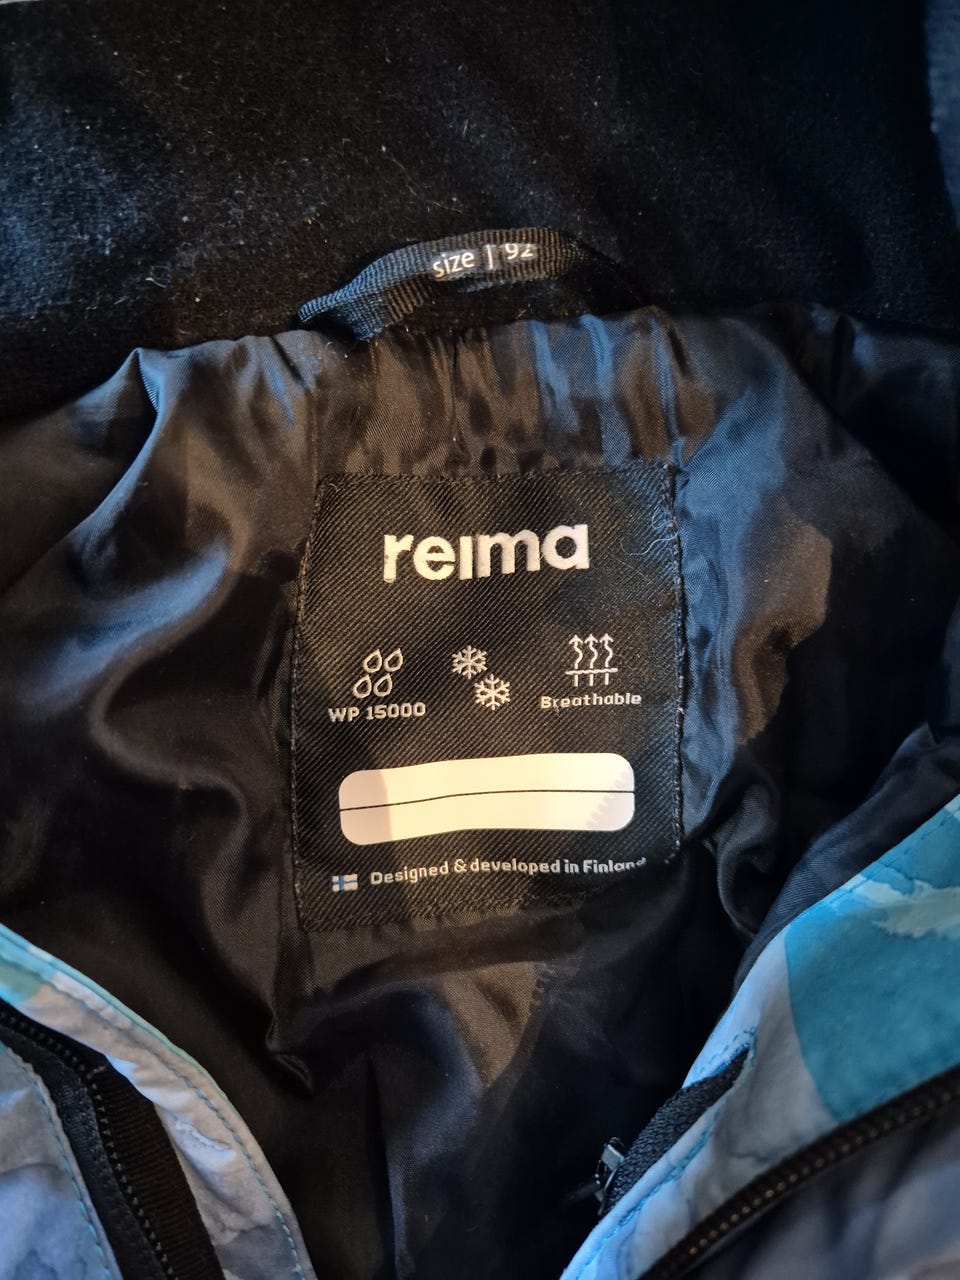 size | 92
reima
WP 15000
Breathable
Designed & developed in Finland